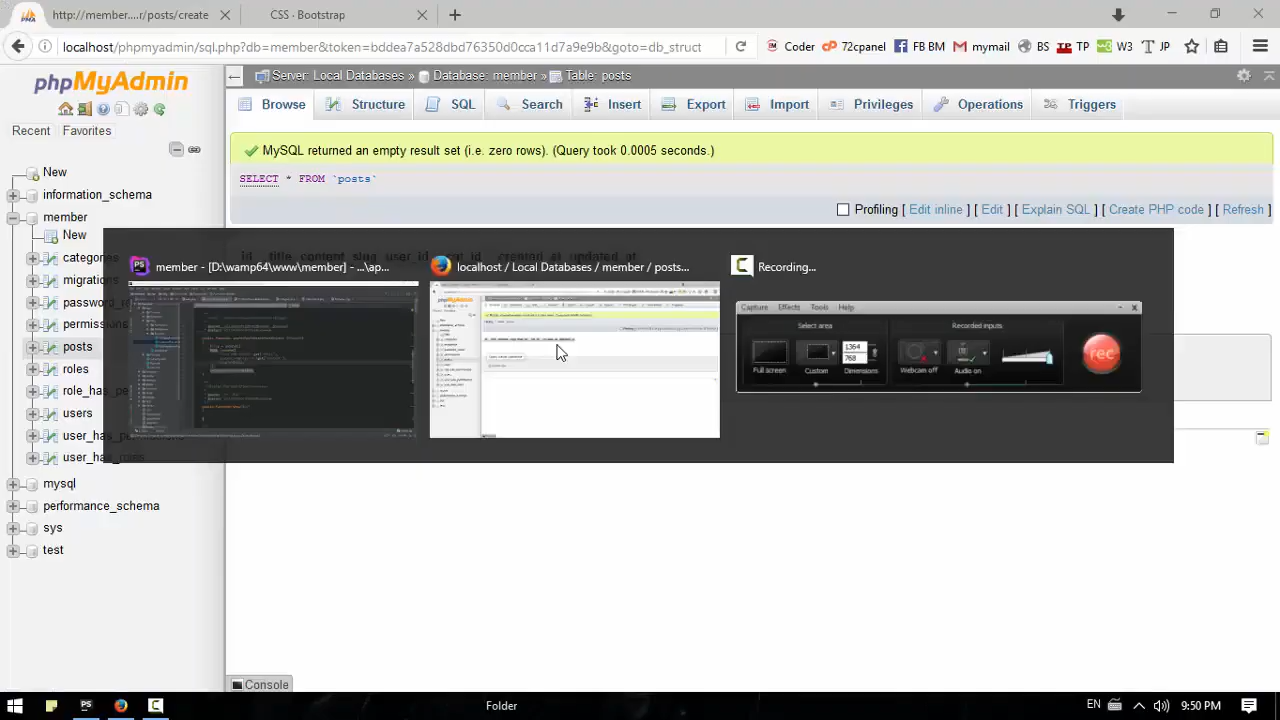 http://member....r/posts/create
CSS - Bootstrap
localhost/phpmyadmin/sql.php?db=member&token=bddea7a528dbd76350d0cca11d7a9e9b&goto=db_struct
Coder
72cpanel
FB BM
mymail
BS
TP
W3
JP
phpMyAdmin
Server: Local Databases » Database: member » Table: posts
Recent
Favorites
Browse
Structure
SQL
Search
Insert
Export
Import
Privileges
Operations
Triggers
MySQL returned an empty result set (i.e. zero rows). (Query took 0.0005 seconds.)
SELECT * FROM `posts`
Profiling [ Edit inline ] [ Edit ] [ Explain SQL ] [ Create PHP code ] [ Refresh ]
New
information_schema
member
New
categories
migrations
permissions
posts
roles
mysql
performance_schema
sys
test
member - [D:\wamp64\www\member] - ...\ap...
localhost / Local Databases / member / posts...
Recording...
Capture Effects Tools Help
Select area
Recorded inputs
Full screen
Custom
1364
768
Dimensions
Webcam off
Audio on
Console
Folder
EN
9:50 PM